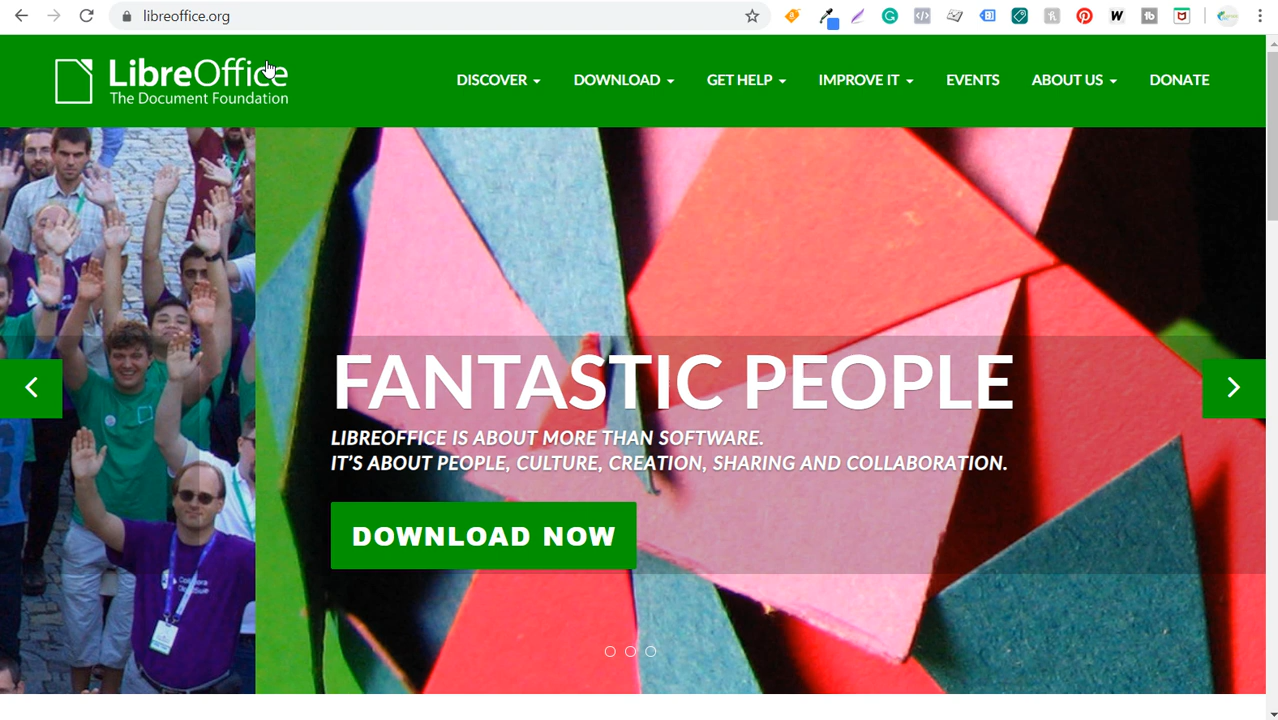 libreoffice.org
LibreOffice
The Document Foundation
DISCOVER
DOWNLOAD
GET HELP
IMPROVE IT
EVENTS
ABOUT US
DONATE
FANTASTIC PEOPLE
LIBREOFFICE IS ABOUT MORE THAN SOFTWARE.
IT'S ABOUT PEOPLE, CULTURE, CREATION, SHARING AND COLLABORATION.
DOWNLOAD NOW